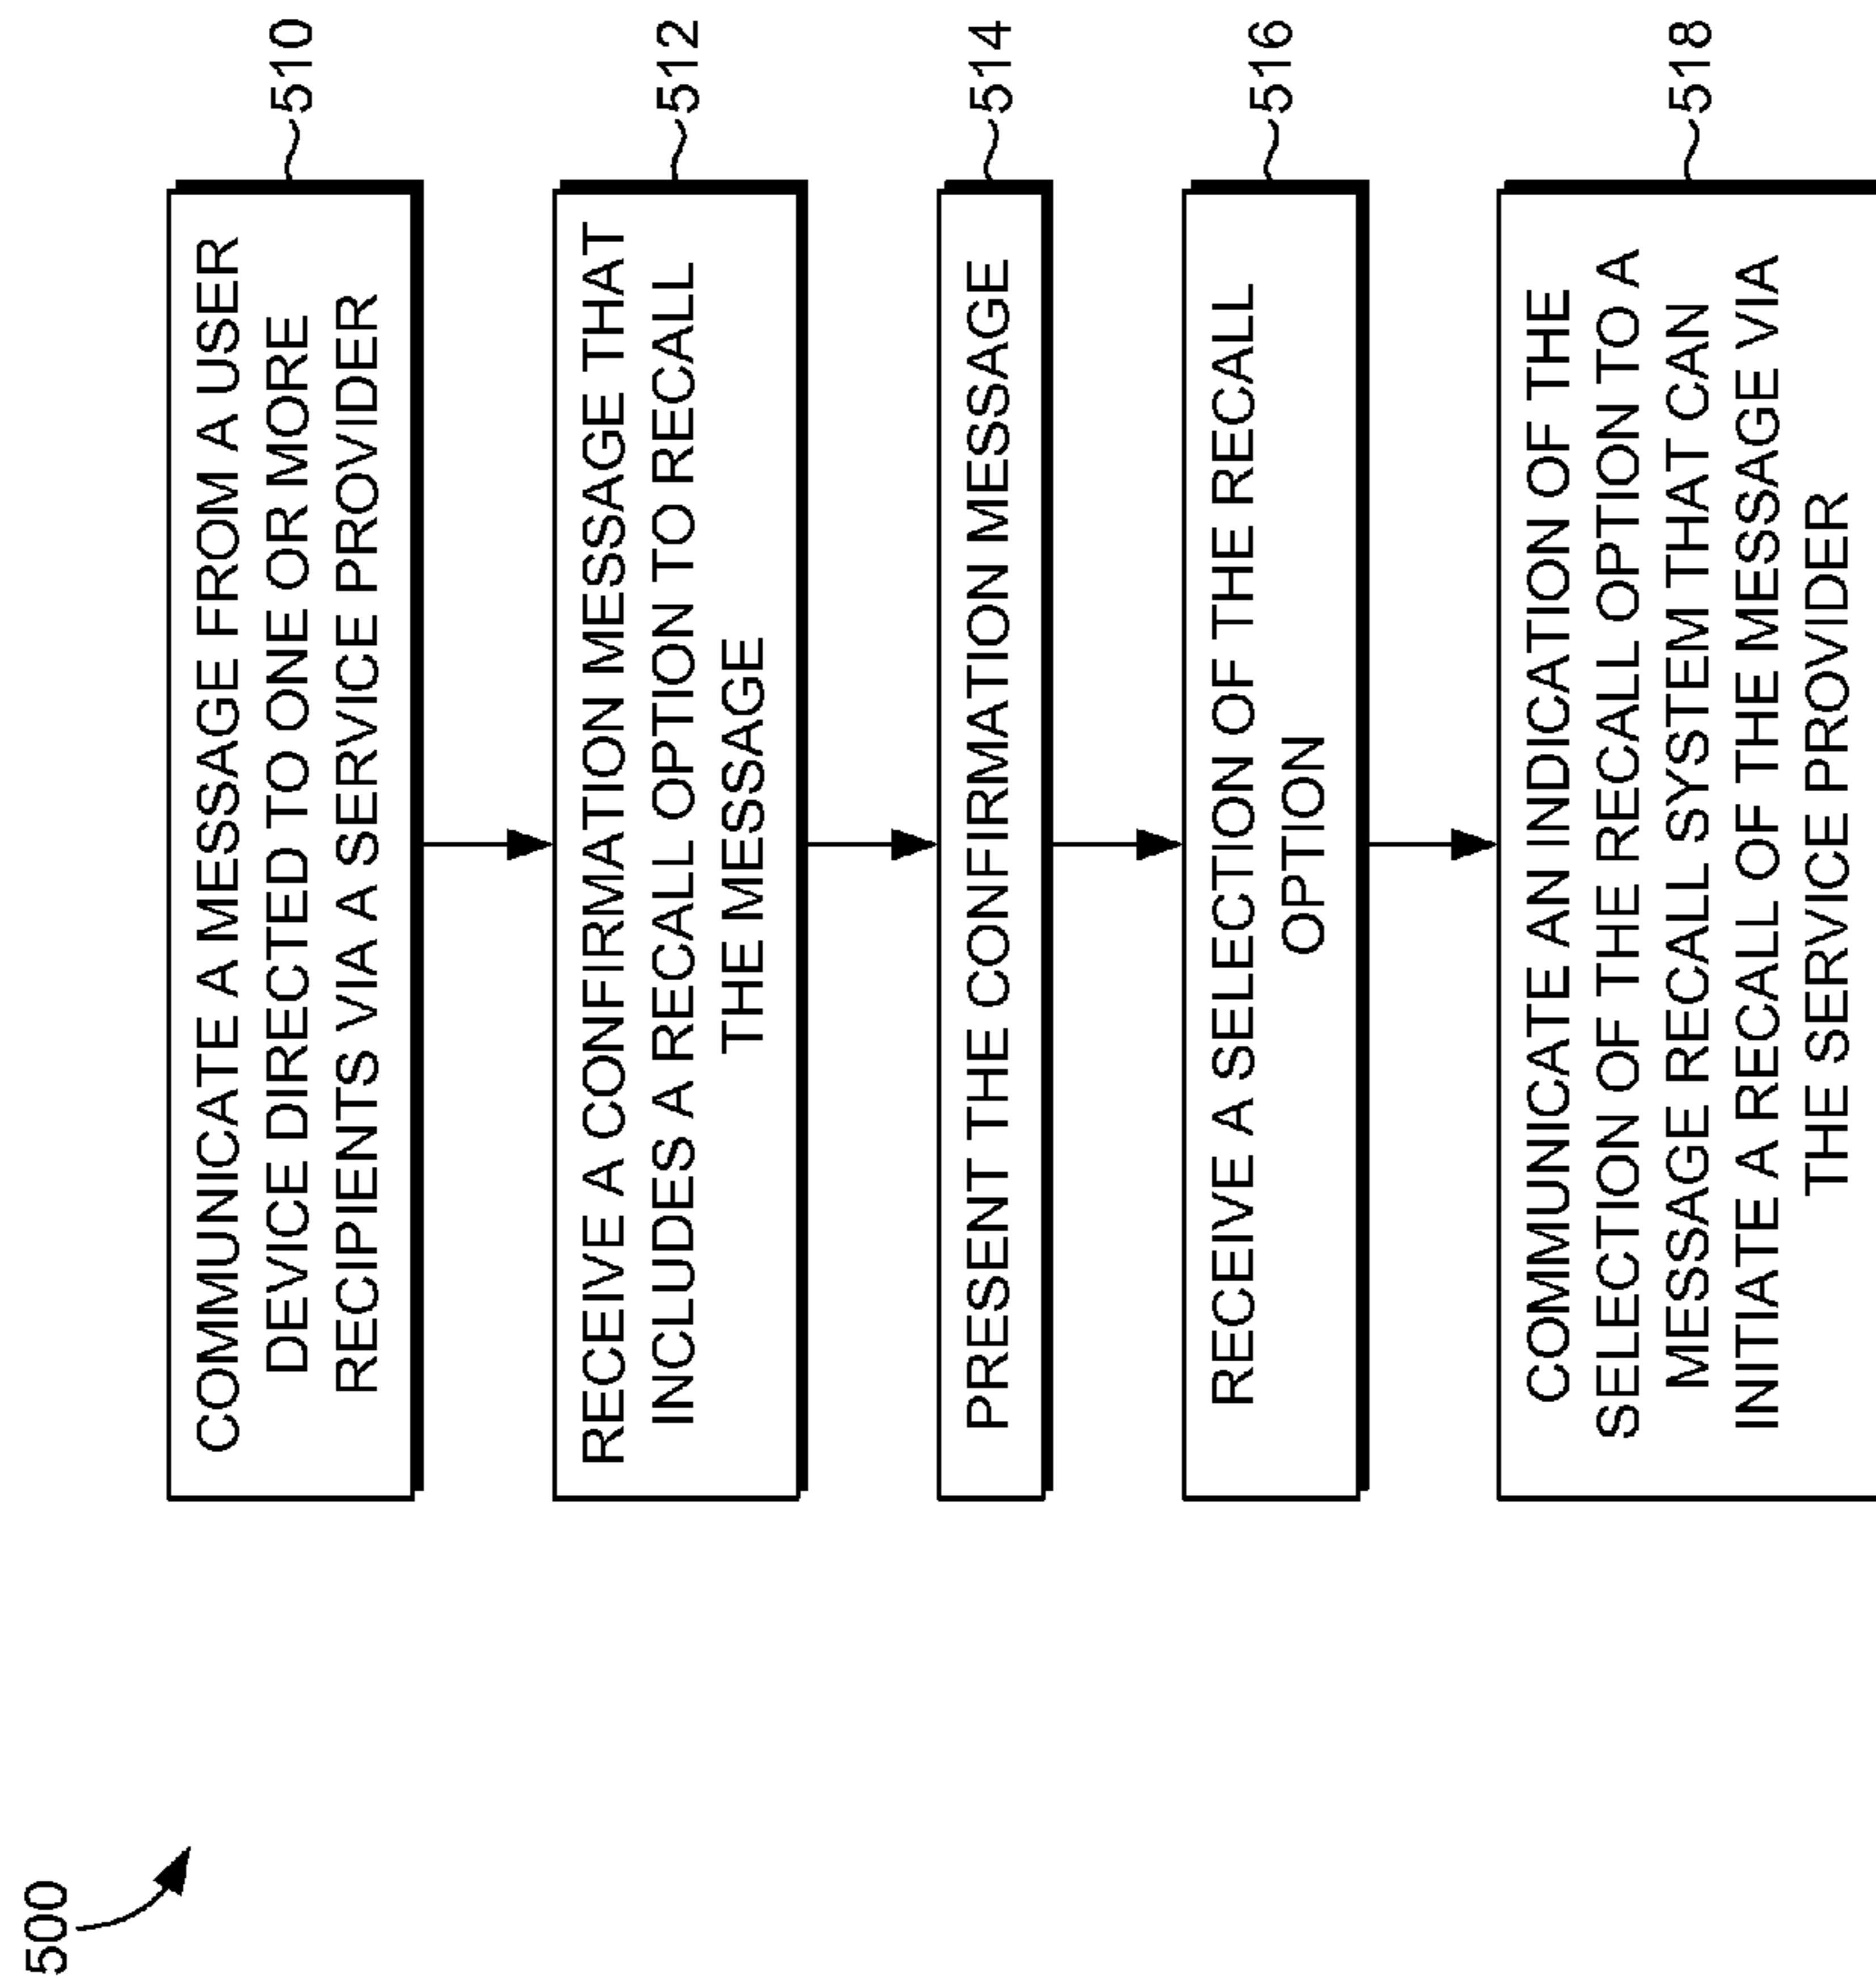 500
COMMUNICATE A MESSAGE FROM A USER
DEVICE DIRECTED TO ONE OR MORE
RECIPIENTS VIA A SERVICE PROVIDER
510
RECEIVE A CONFIRMATION MESSAGE THAT
INCLUDES A RECALL OPTION TO RECALL
THE MESSAGE
512
PRESENT THE CONFIRMATION MESSAGE
514
RECEIVE A SELECTION OF THE RECALL
OPTION
516
COMMUNICATE AN INDICATION OF THE
SELECTION OF THE RECALL OPTION TO A
MESSAGE RECALL SYSTEM THAT CAN
INITIATE A RECALL OF THE MESSAGE VIA
THE SERVICE PROVIDER
518